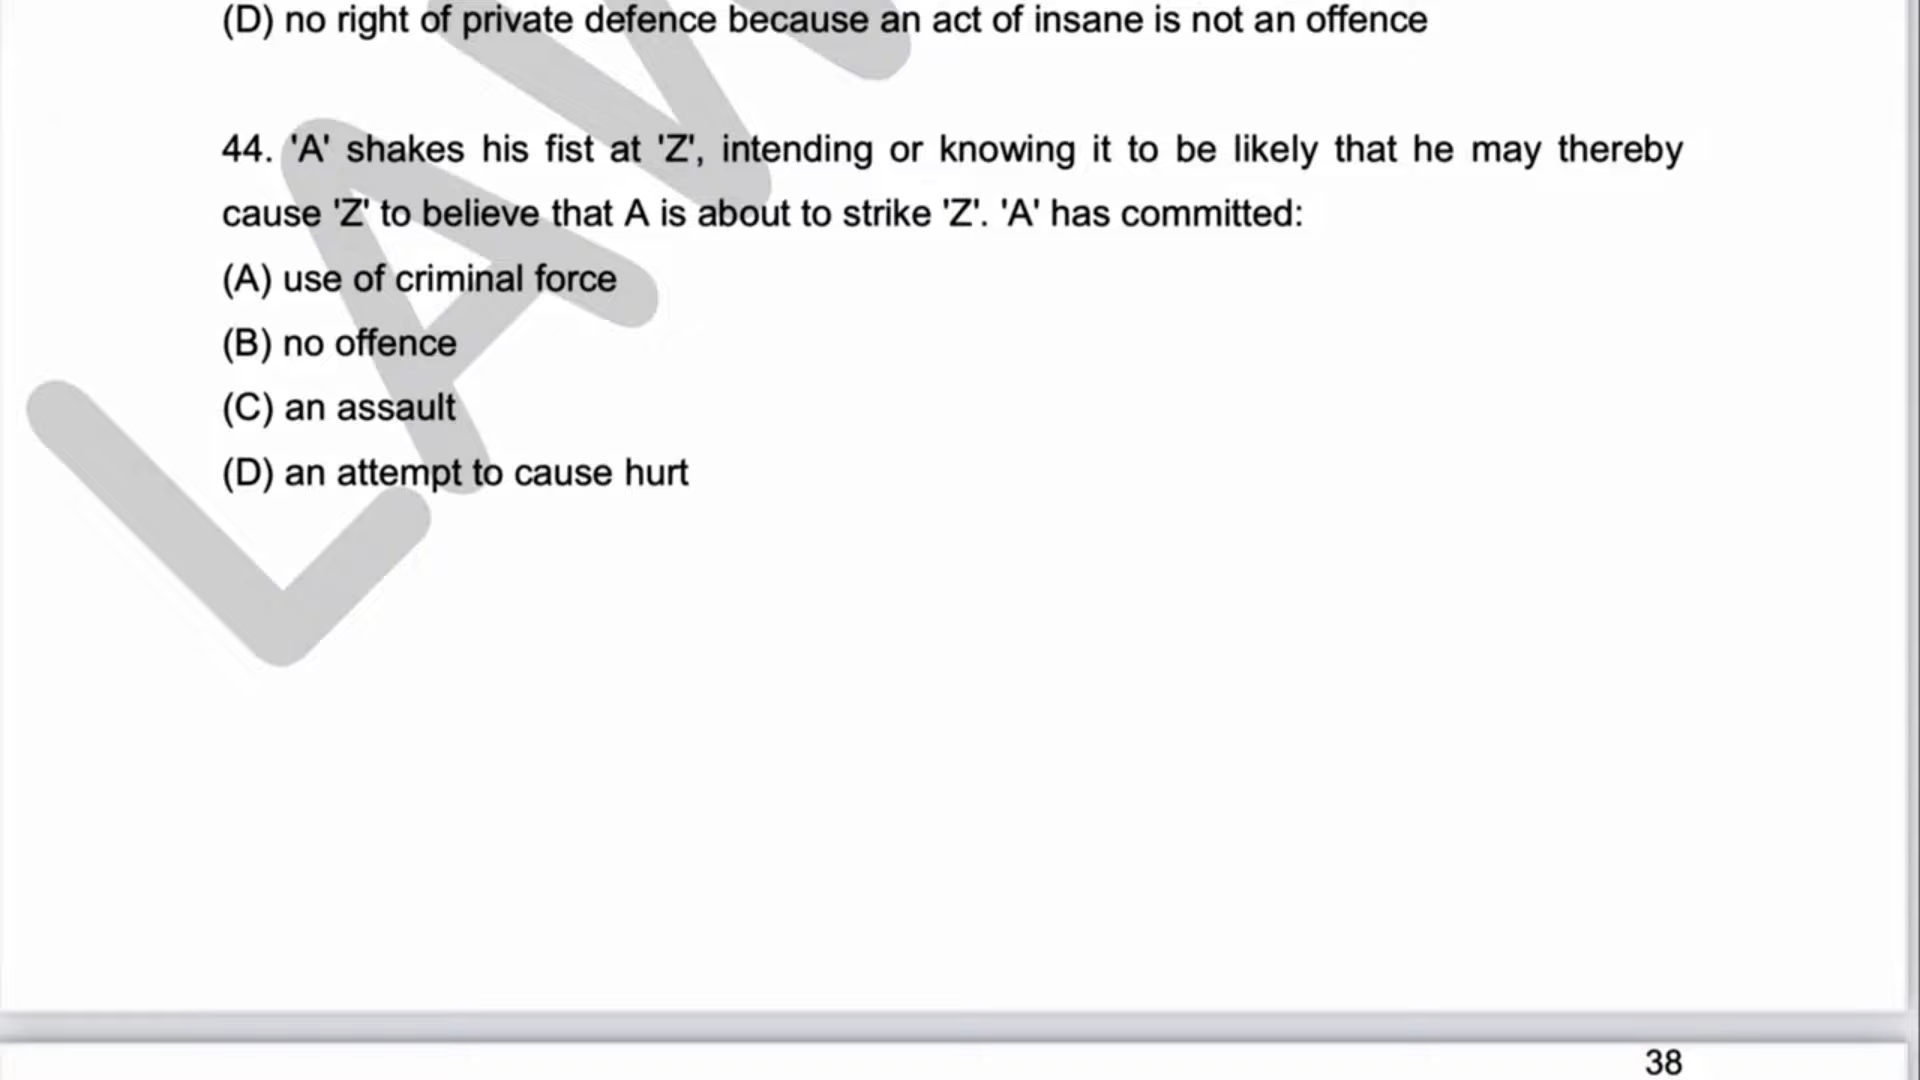 (D) no right of private defence because an act of insane is not an offence
44. 'A' shakes his fist at 'Z', intending or knowing it to be likely that he may thereby
cause 'Z' to believe that A is about to strike 'Z'. 'A' has committed:
(A) use of criminal force
(B) no offence
(C) an assault
(D) an attempt to cause hurt
LAW
38